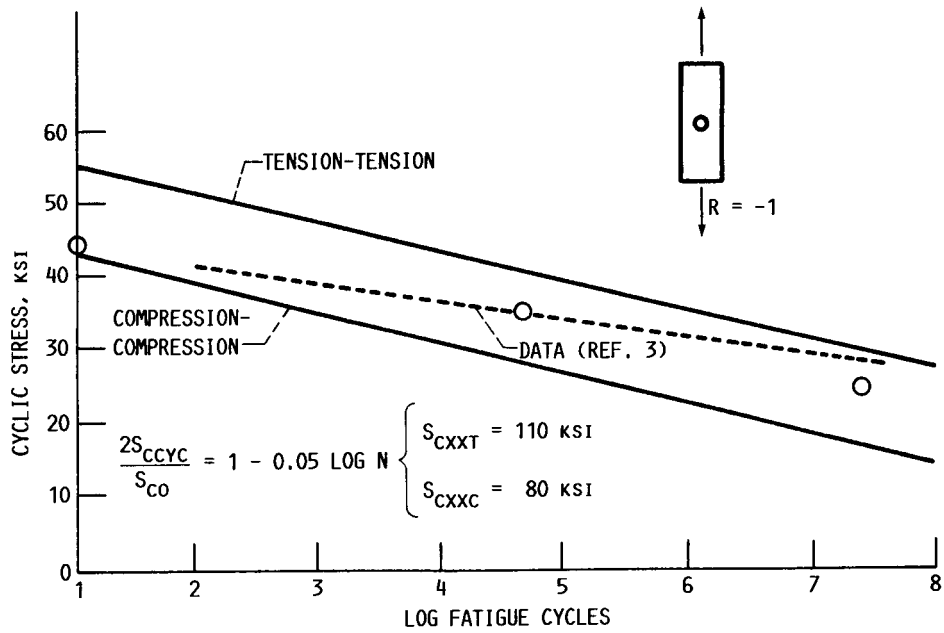 60
50
40
30
20
10
0
1 2 3 4 5 6 7 8
CYCLIC STRESS, KSI
LOG FATIGUE CYCLES
TENSION-TENSION
R = -1
COMPRESSION-
COMPRESSION
DATA (REF. 3)
2S_CCYC / S_CO = 1 - 0.05 LOG N { S_CXXT = 110 KSI
S_CXXC = 80 KSI